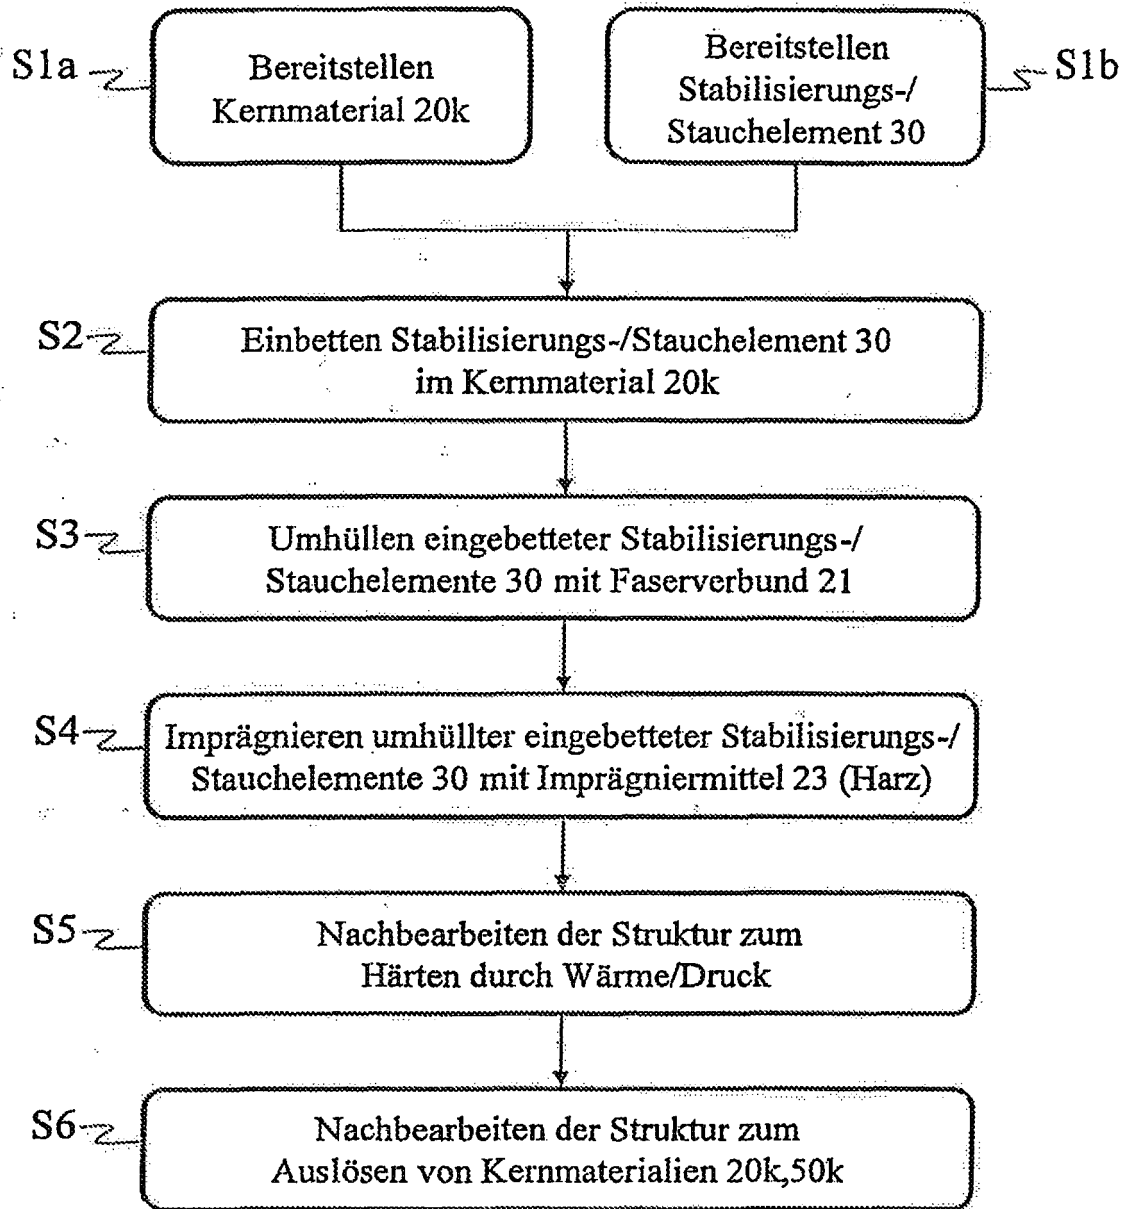 S1a
Bereitstellen
Kernmaterial 20k
Bereitstellen
Stabilisierungs-/
Stauchelement 30
S1b
S2
Einbetten Stabilisierungs-/Stauchelement 30
im Kernmaterial 20k
S3
Umhüllen eingebetteter Stabilisierungs-/
Stauchelemente 30 mit Faserverbund 21
S4
Imprägnieren umhüllter eingebetteter Stabilisierungs-/
Stauchelemente 30 mit Imprägniermittel 23 (Harz)
S5
Nachbearbeiten der Struktur zum
Härten durch Wärme/Druck
S6
Nachbearbeiten der Struktur zum
Auslösen von Kernmaterialien 20k,50k